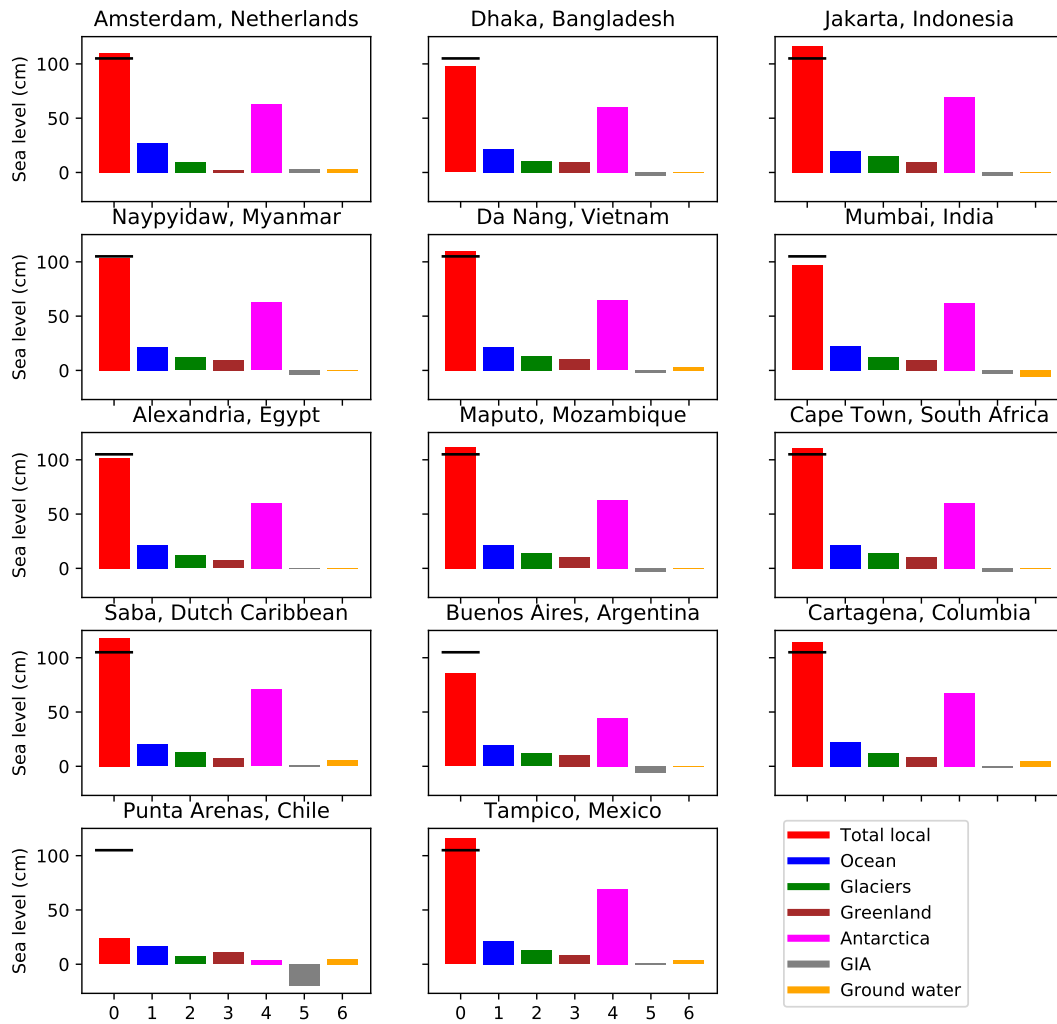 Amsterdam, Netherlands
Dhaka, Bangladesh
Jakarta, Indonesia
Sea level (cm)
100
50
0
Naypyidaw, Myanmar
Da Nang, Vietnam
Mumbai, India
Sea level (cm)
100
50
0
Alexandria, Egypt
Maputo, Mozambique
Cape Town, South Africa
Sea level (cm)
100
50
0
Saba, Dutch Caribbean
Buenos Aires, Argentina
Cartagena, Columbia
Sea level (cm)
100
50
0
Punta Arenas, Chile
Tampico, Mexico
Sea level (cm)
100
50
0
0 1 2 3 4 5 6
0 1 2 3 4 5 6
Total local
Ocean
Glaciers
Greenland
Antarctica
GIA
Ground water